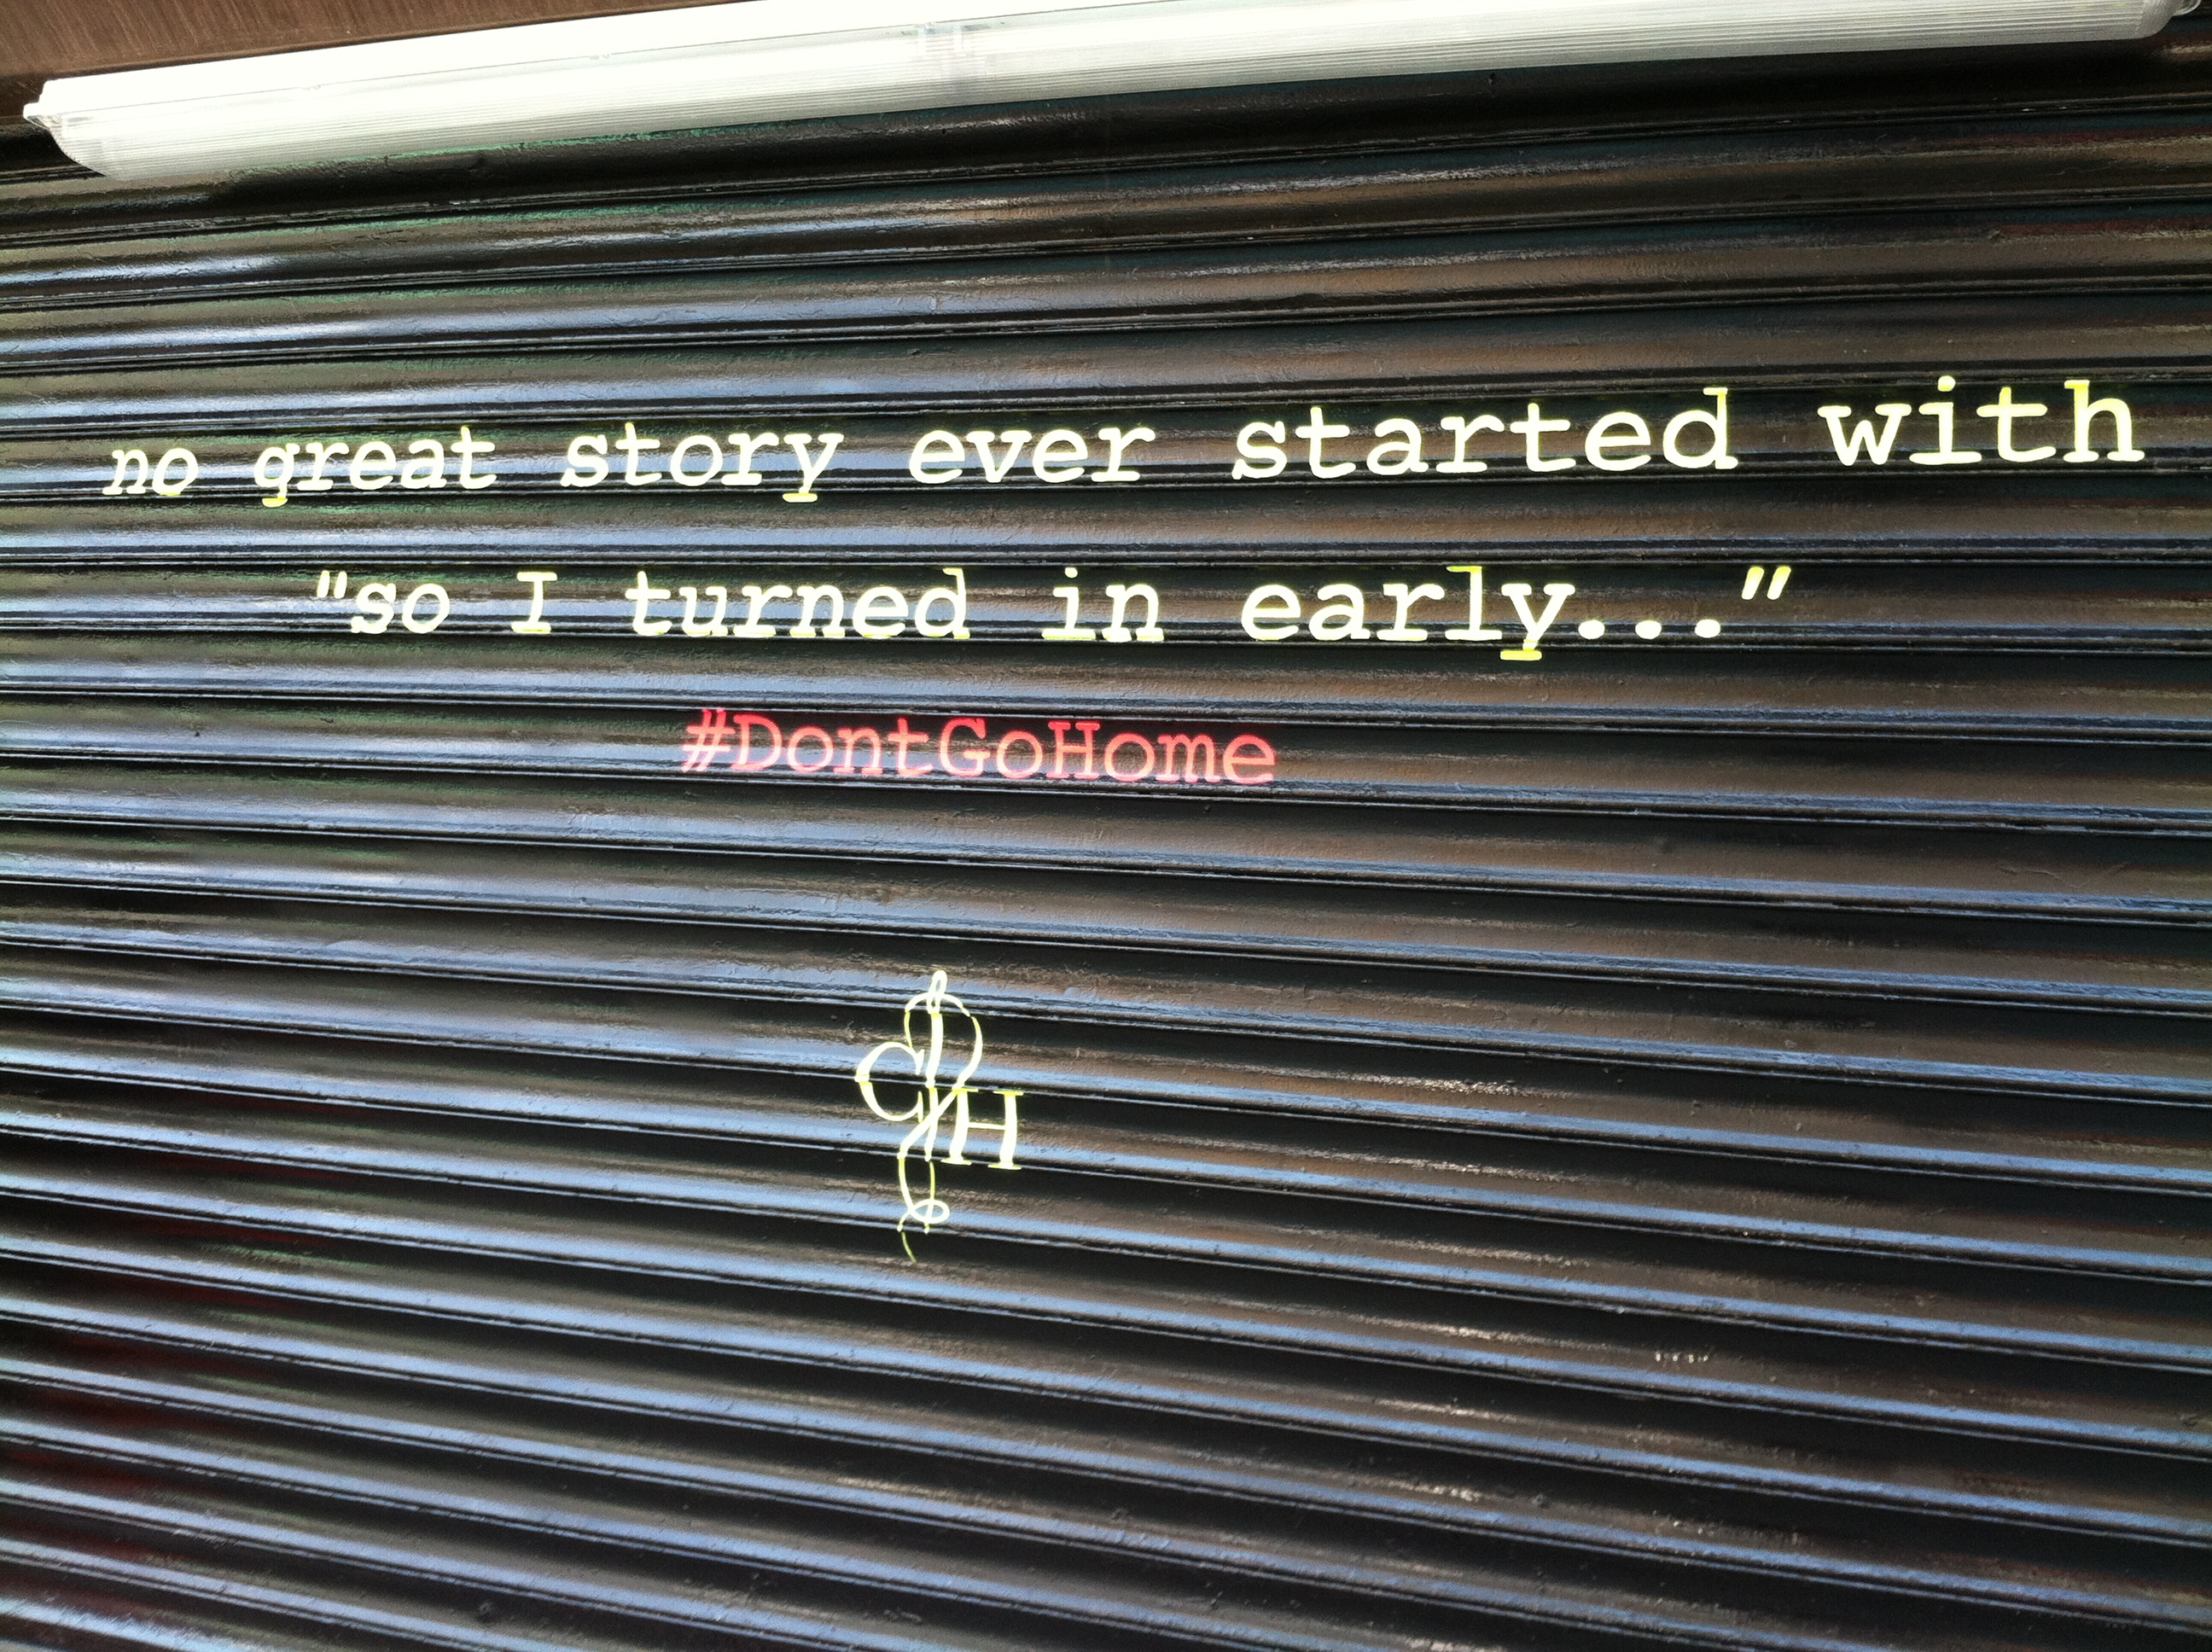 no great story ever started with
"so I turned in early..."
#DontGoHome
H